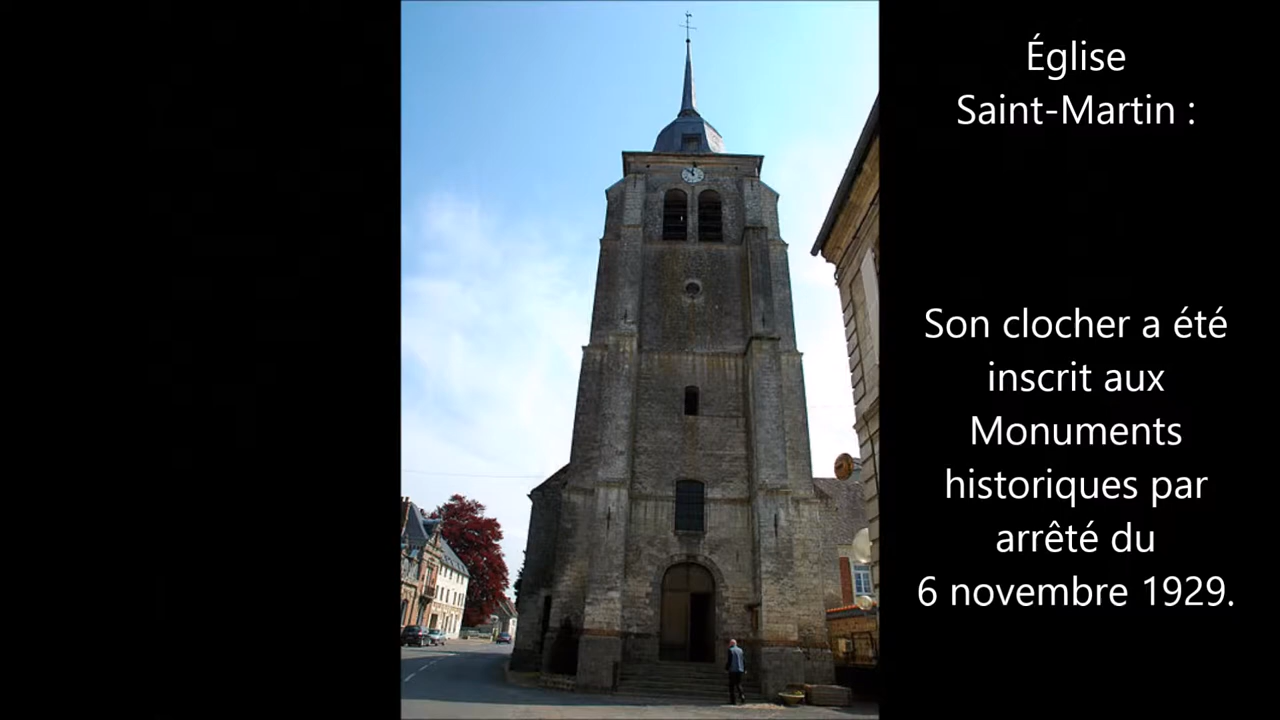 Église
Saint-Martin :
Son clocher a été
inscrit aux
Monuments
historiques par
arrêté du
6 novembre 1929.